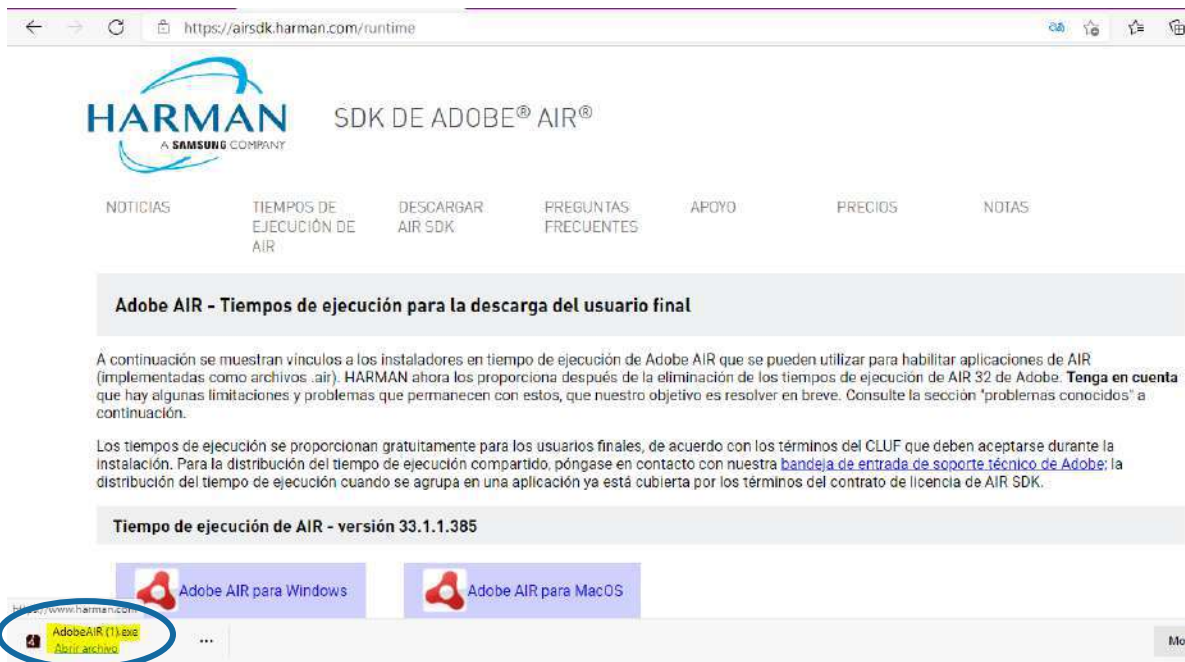 https://airsdk.harman.com/runtime
HARMAN
A SAMSUNG COMPANY
SDK DE ADOBE® AIR®
NOTICIAS
TIEMPOS DE
EJECUCIÓN DE
AIR
DESCARGAR
AIR SDK
PREGUNTAS
FRECUENTES
APOYO
PRECIOS
NOTAS
Adobe AIR - Tiempos de ejecución para la descarga del usuario final
A continuación se muestran vínculos a los instaladores en tiempo de ejecución de Adobe AIR que se pueden utilizar para habilitar aplicaciones de AIR
(implementadas como archivos .air). HARMAN ahora los proporciona después de la eliminación de los tiempos de ejecución de AIR 32 de Adobe. Tenga en cuenta
que hay algunas limitaciones y problemas que permanecen con estos, que nuestro objetivo es resolver en breve. Consulte la sección "problemas conocidos" a
continuación.
Los tiempos de ejecución se proporcionan gratuitamente para los usuarios finales, de acuerdo con los términos del CLUF que deben aceptarse durante la
instalación. Para la distribución del tiempo de ejecución compartido, póngase en contacto con nuestra bandeja de entrada de soporte técnico de Adobe; la
distribución del tiempo de ejecución cuando se agrupa en una aplicación ya está cubierta por los términos del contrato de licencia de AIR SDK.
Tiempo de ejecución de AIR - versión 33.1.1.385
Adobe AIR para Windows
Adobe AIR para MacOS
https://www.harman.com
AdobeAIR (1).exe
Abrir archivo
Mo